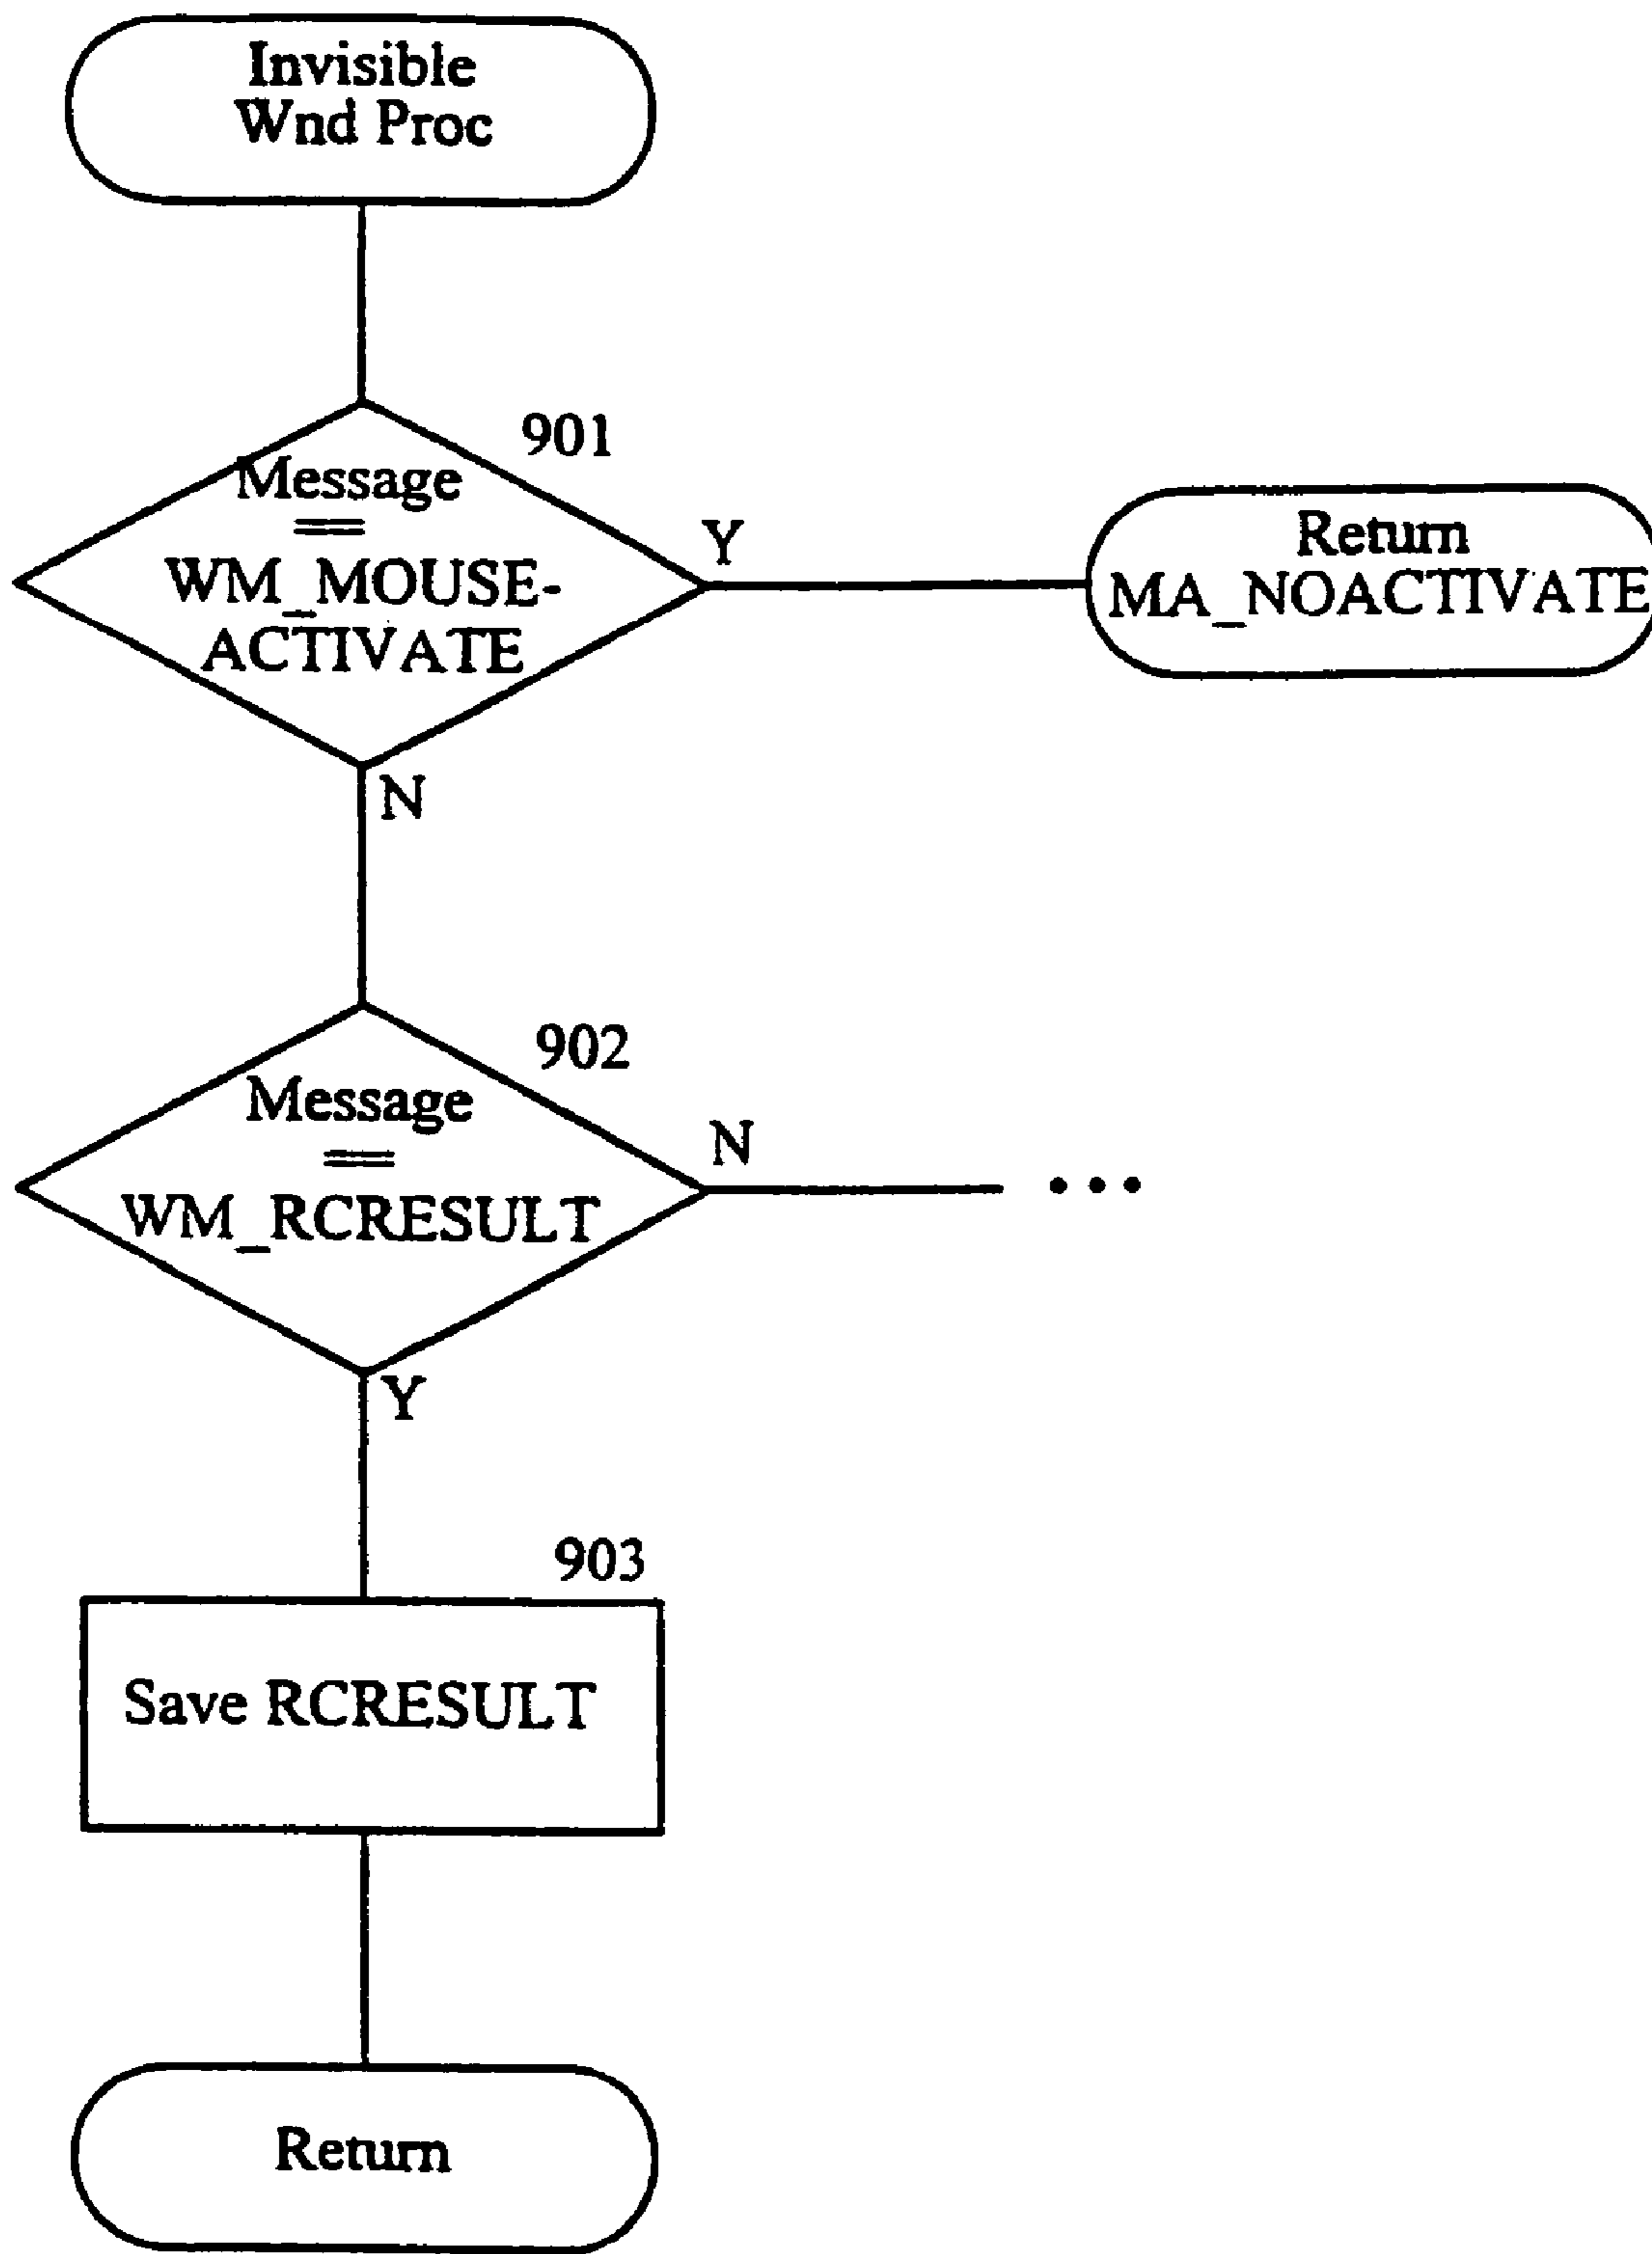 Invisible
Wnd Proc
901
Message
==
WM_MOUSE-
ACTIVATE
Y
Return
MA_NOACTIVATE
N
902
Message
==
WM_RCRESULT
N
...
Y
903
Save RCRESULT
Return